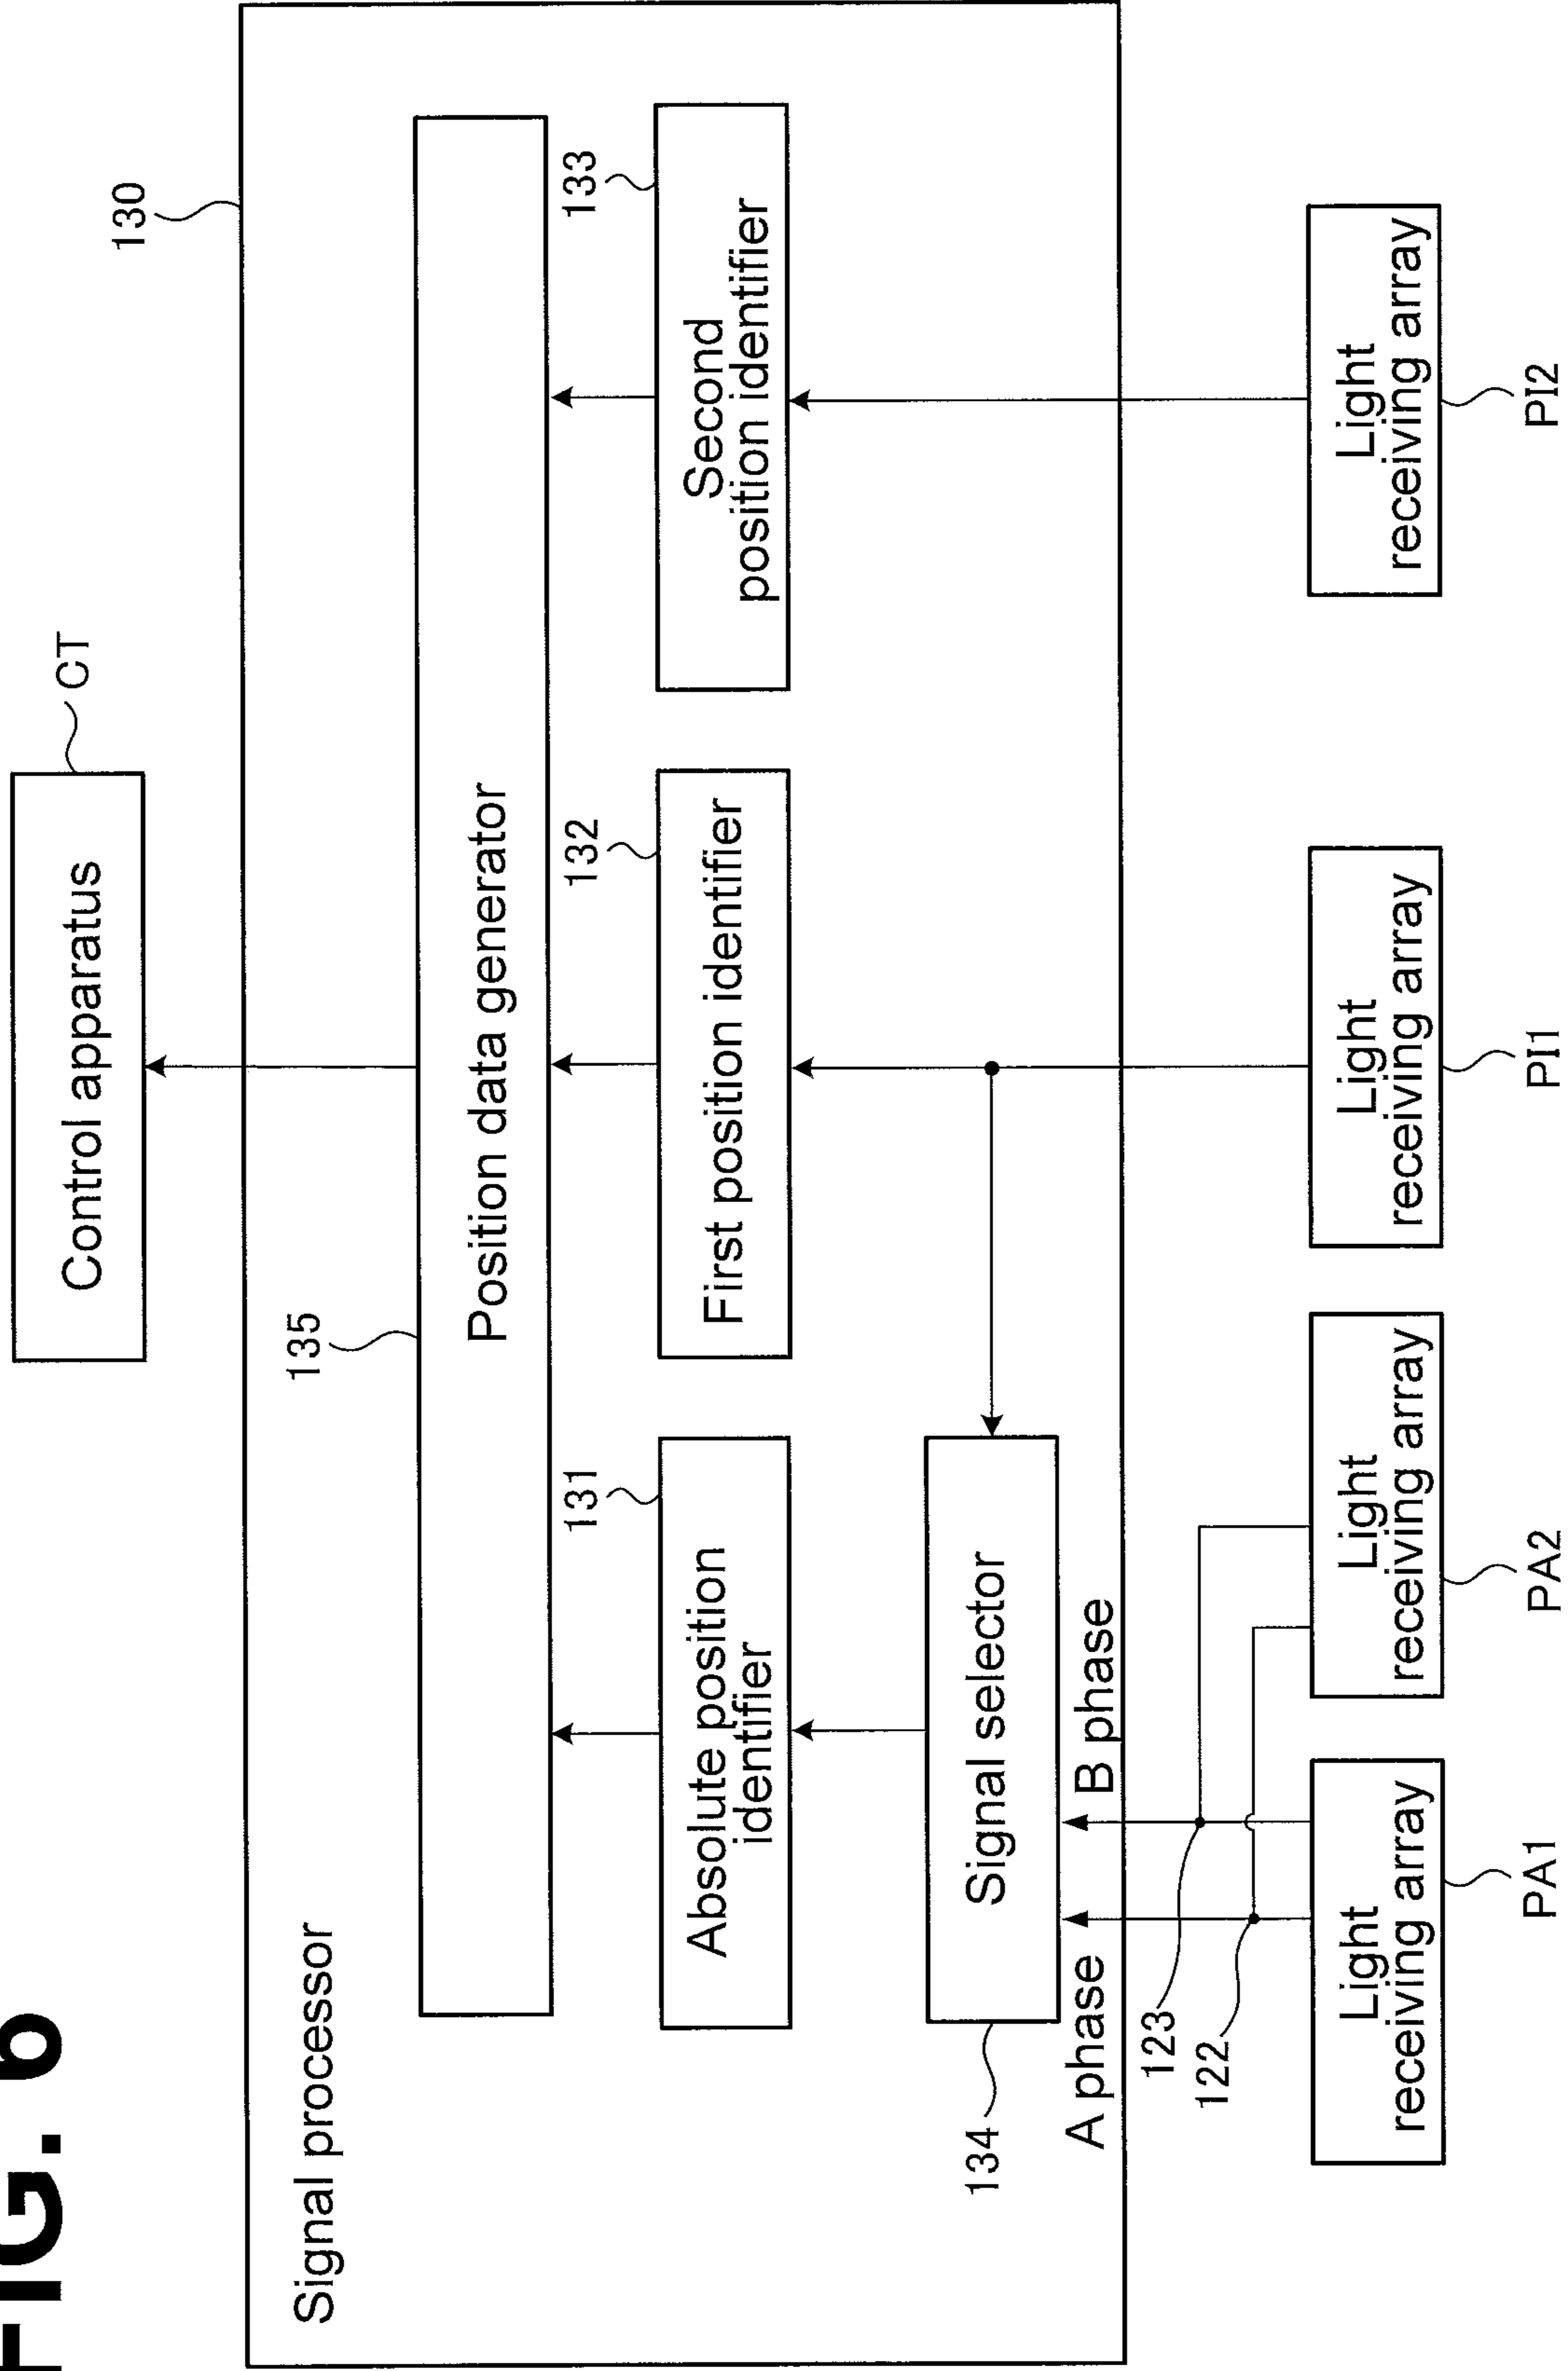 FIG. 6
Control apparatus
CT
130
Signal processor
135
Position data generator
131
132
133
Absolute position
identifier
First position identifier
Second
position identifier
134
Signal selector
A phase
B phase
123
122
Light
receiving array
Light
receiving array
Light
receiving array
Light
receiving array
PA1
PA2
PI1
PI2